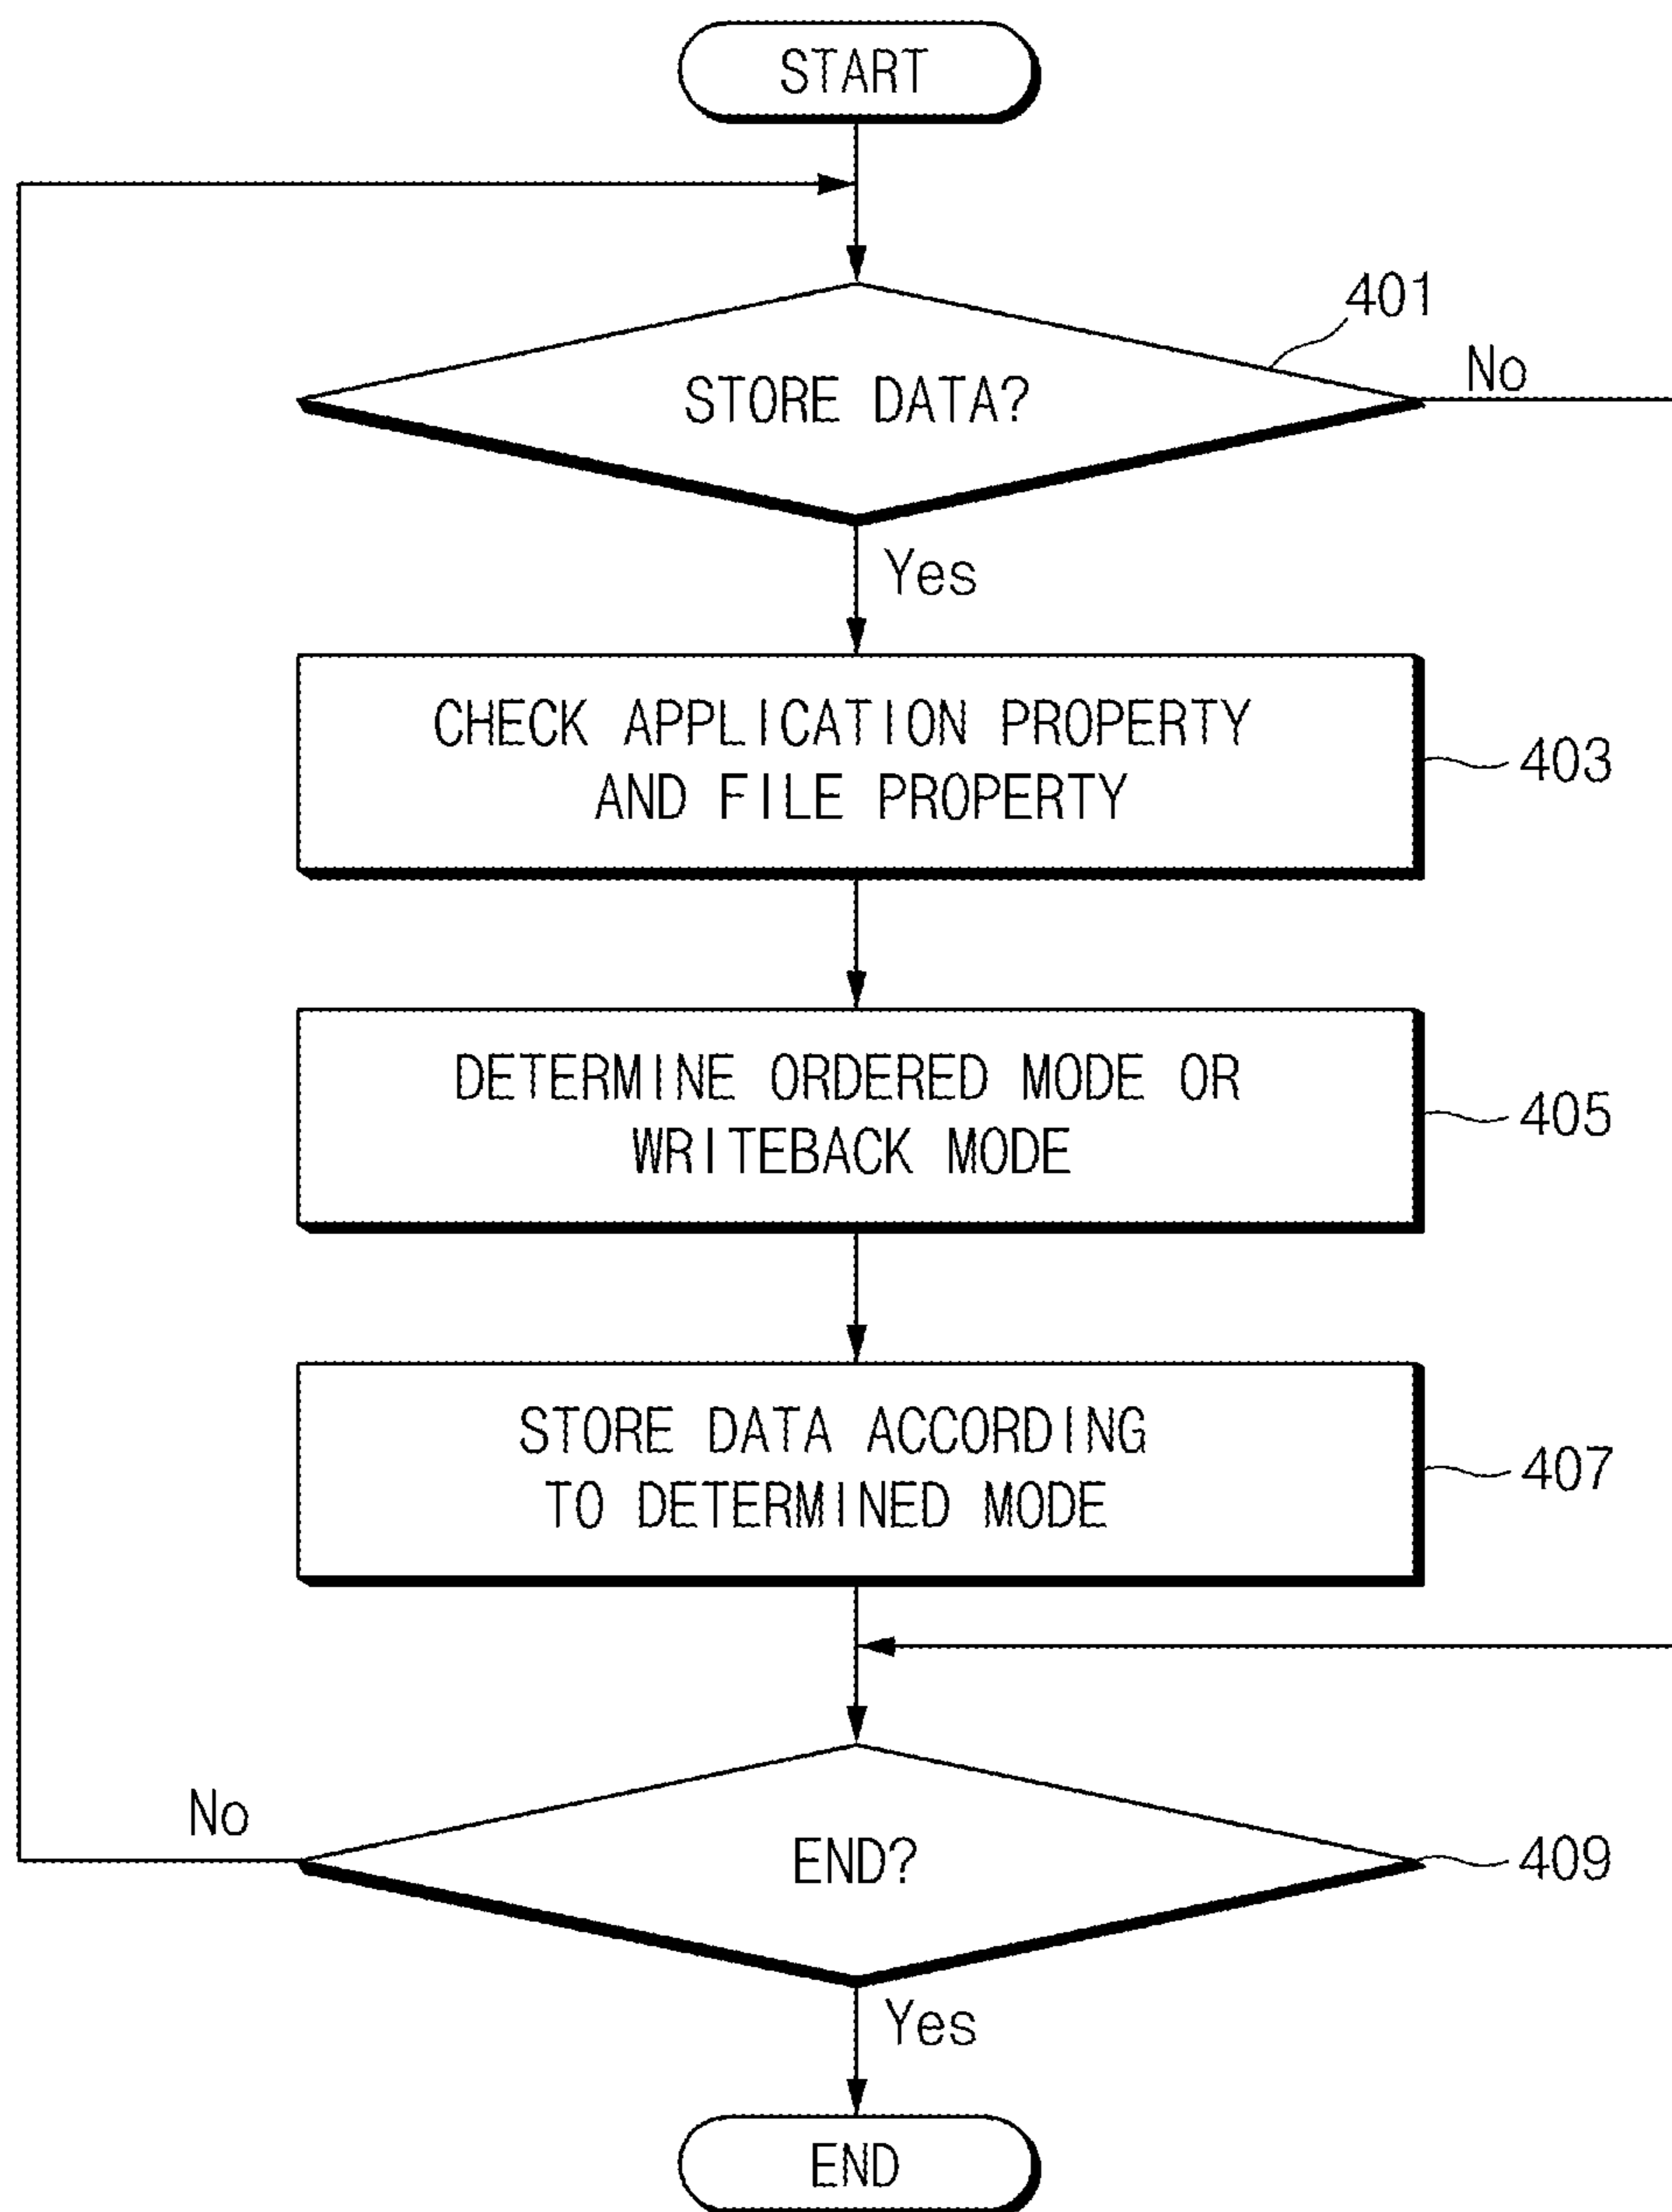 START
401
No
STORE DATA?
Yes
CHECK APPLICATION PROPERTY
AND FILE PROPERTY
403
DETERMINE ORDERED MODE OR
WRITEBACK MODE
405
STORE DATA ACCORDING
TO DETERMINED MODE
407
No
END?
409
Yes
END